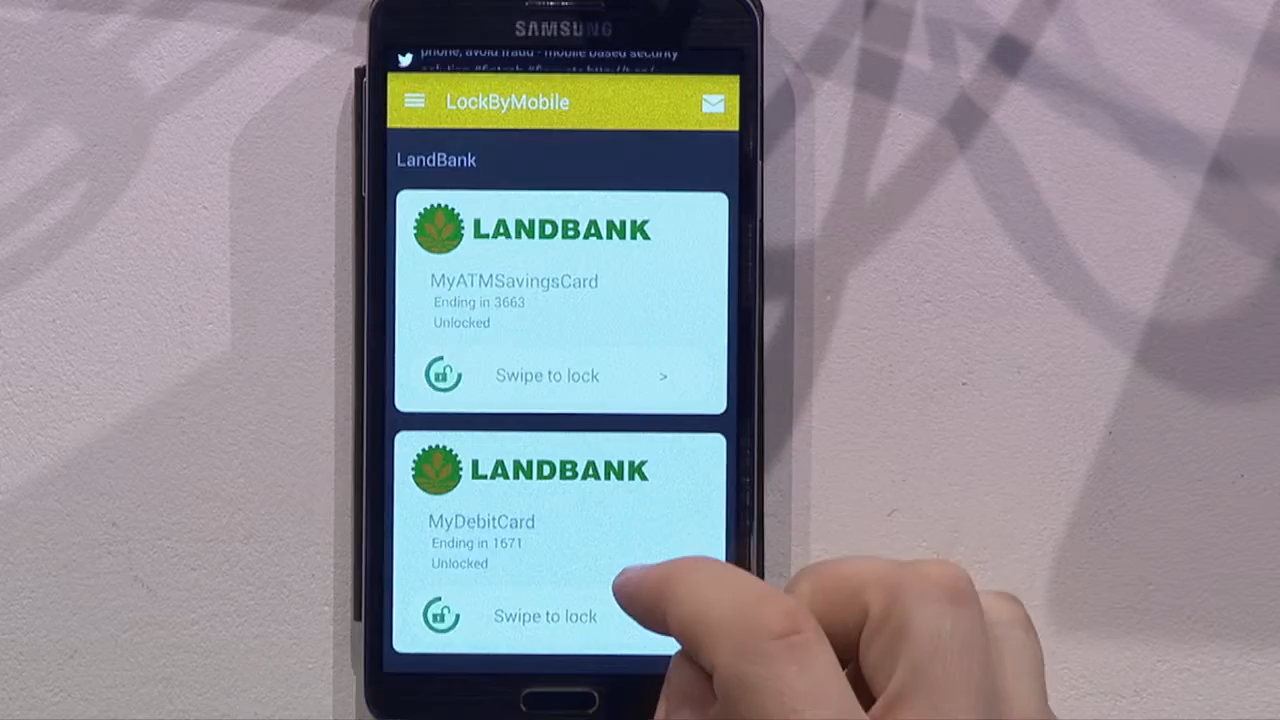 SAMSUNG
phone, avoid fraud - mobile based security
LockByMobile
LandBank
LANDBANK
MyATMSavingsCard
Ending in 3663
Unlocked
Swipe to lock >
LANDBANK
MyDebitCard
Ending in 1671
Unlocked
Swipe to lock